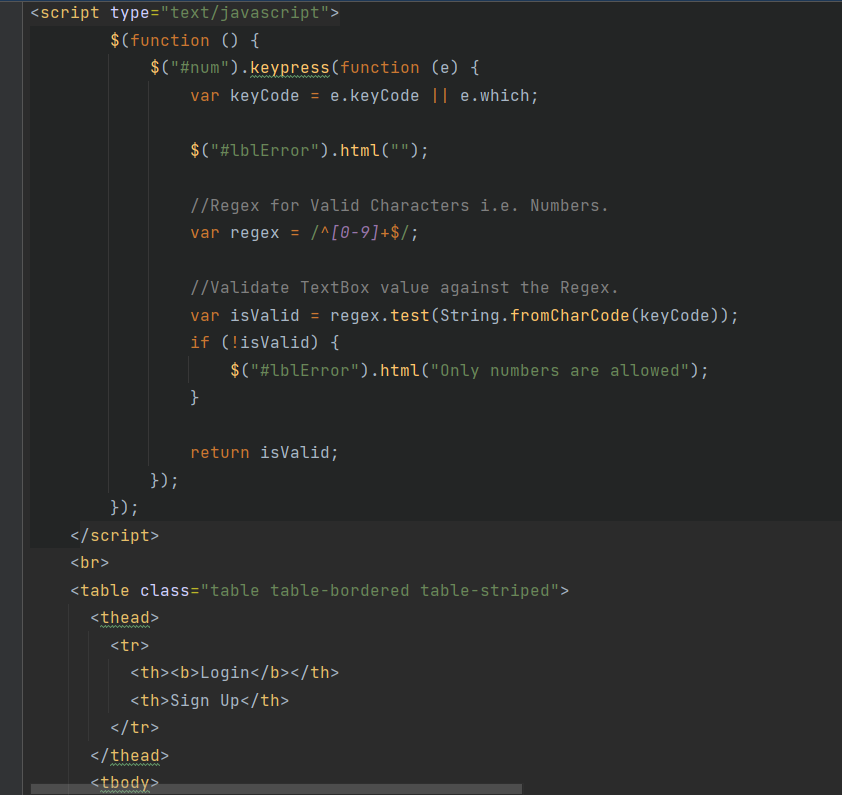 <script type="text/javascript">
$(function () {
$("#num").keypress(function (e) {
var keyCode = e.keyCode || e.which;
$("#lblError").html("");
//Regex for Valid Characters i.e. Numbers.
var regex = /^[0-9]+$/;
//Validate TextBox value against the Regex.
var isValid = regex.test(String.fromCharCode(keyCode));
if (!isValid) {
$("#lblError").html("Only numbers are allowed");
}
return isValid;
});
});
</script>
<br>
<table class="table table-bordered table-striped">
<thead>
<tr>
<th><b>Login</b></th>
<th>Sign Up</th>
</tr>
</thead>
<tbody>